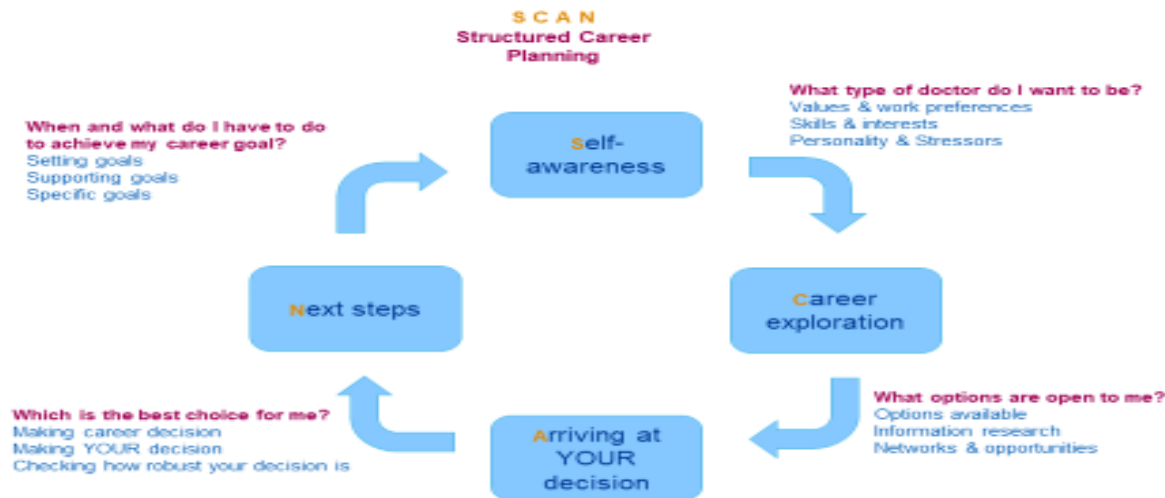 S C A N
Structured Career
Planning
What type of doctor do I want to be?
Values & work preferences
Skills & interests
Personality & Stressors
When and what do I have to do
to achieve my career goal?
Setting goals
Supporting goals
Specific goals
Self-
awareness
Next steps
Career
exploration
Which is the best choice for me?
Making career decision
Making YOUR decision
Checking how robust your decision is
Arriving at
YOUR
decision
What options are open to me?
Options available
Information research
Networks & opportunities